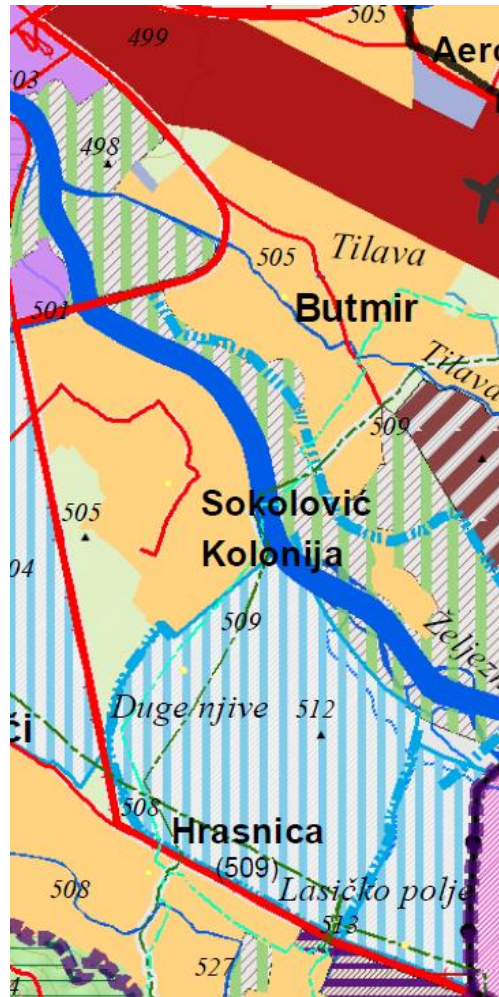 505
499
Aero
503
498
Tilava
505
Butmir
501
Tilava
509
Sokolović
Kolonija
505
04
509
Željezn
Duge njive
512
ći
508
Hrasnica
(509)
508
Lasičko polje
513
527
4